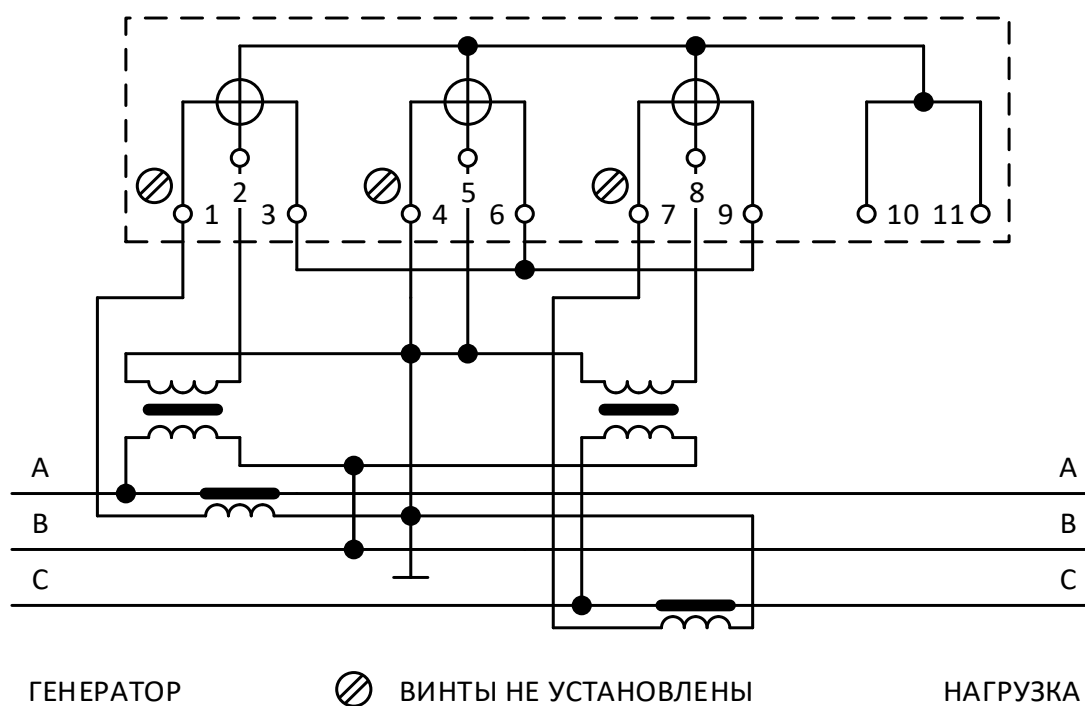 2 5 8
1 3 4 6 7 9 10 11
A A
B B
C C
ГЕНЕРАТОР ВИНТЫ НЕ УСТАНОВЛЕНЫ НАГРУЗКА